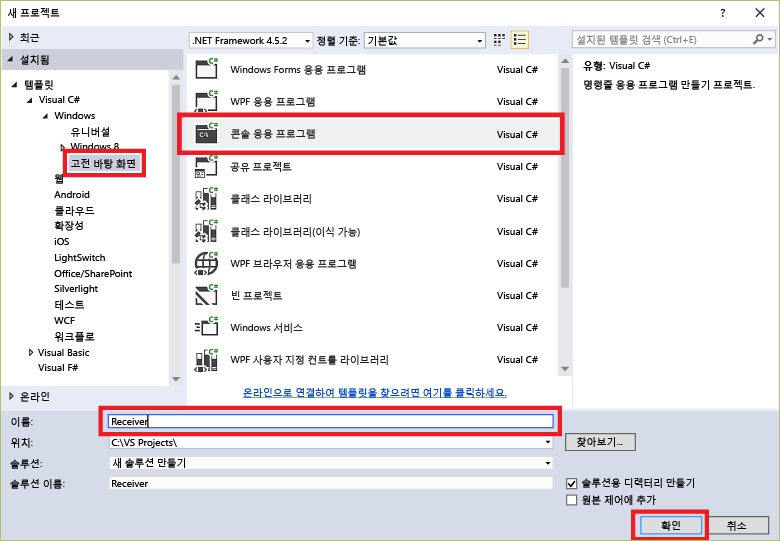 새 프로젝트
최근
설치됨
템플릿
Visual C#
Windows
유니버설
Windows 8
고전 바탕 화면
웹
Android
클라우드
확장성
iOS
LightSwitch
Office/SharePoint
Silverlight
테스트
WCF
워크플로
Visual Basic
Visual F#
온라인
.NET Framework 4.5.2 정렬 기준: 기본값
Windows Forms 응용 프로그램 Visual C#
WPF 응용 프로그램 Visual C#
콘솔 응용 프로그램 Visual C#
공유 프로젝트 Visual C#
클래스 라이브러리 Visual C#
클래스 라이브러리(이식 가능) Visual C#
WPF 브라우저 응용 프로그램 Visual C#
빈 프로젝트 Visual C#
Windows 서비스 Visual C#
WPF 사용자 지정 컨트롤 라이브러리 Visual C#
온라인으로 연결하여 템플릿을 찾으려면 여기를 클릭하세요.
설치된 템플릿 검색 (Ctrl+E)
유형: Visual C#
명령줄 응용 프로그램 만들기 프로젝트.
이름: Receiver
위치: C:\VS Projects\ 찾아보기...
솔루션: 새 솔루션 만들기
솔루션 이름: Receiver
솔루션용 디렉터리 만들기
원본 제어에 추가
확인 취소